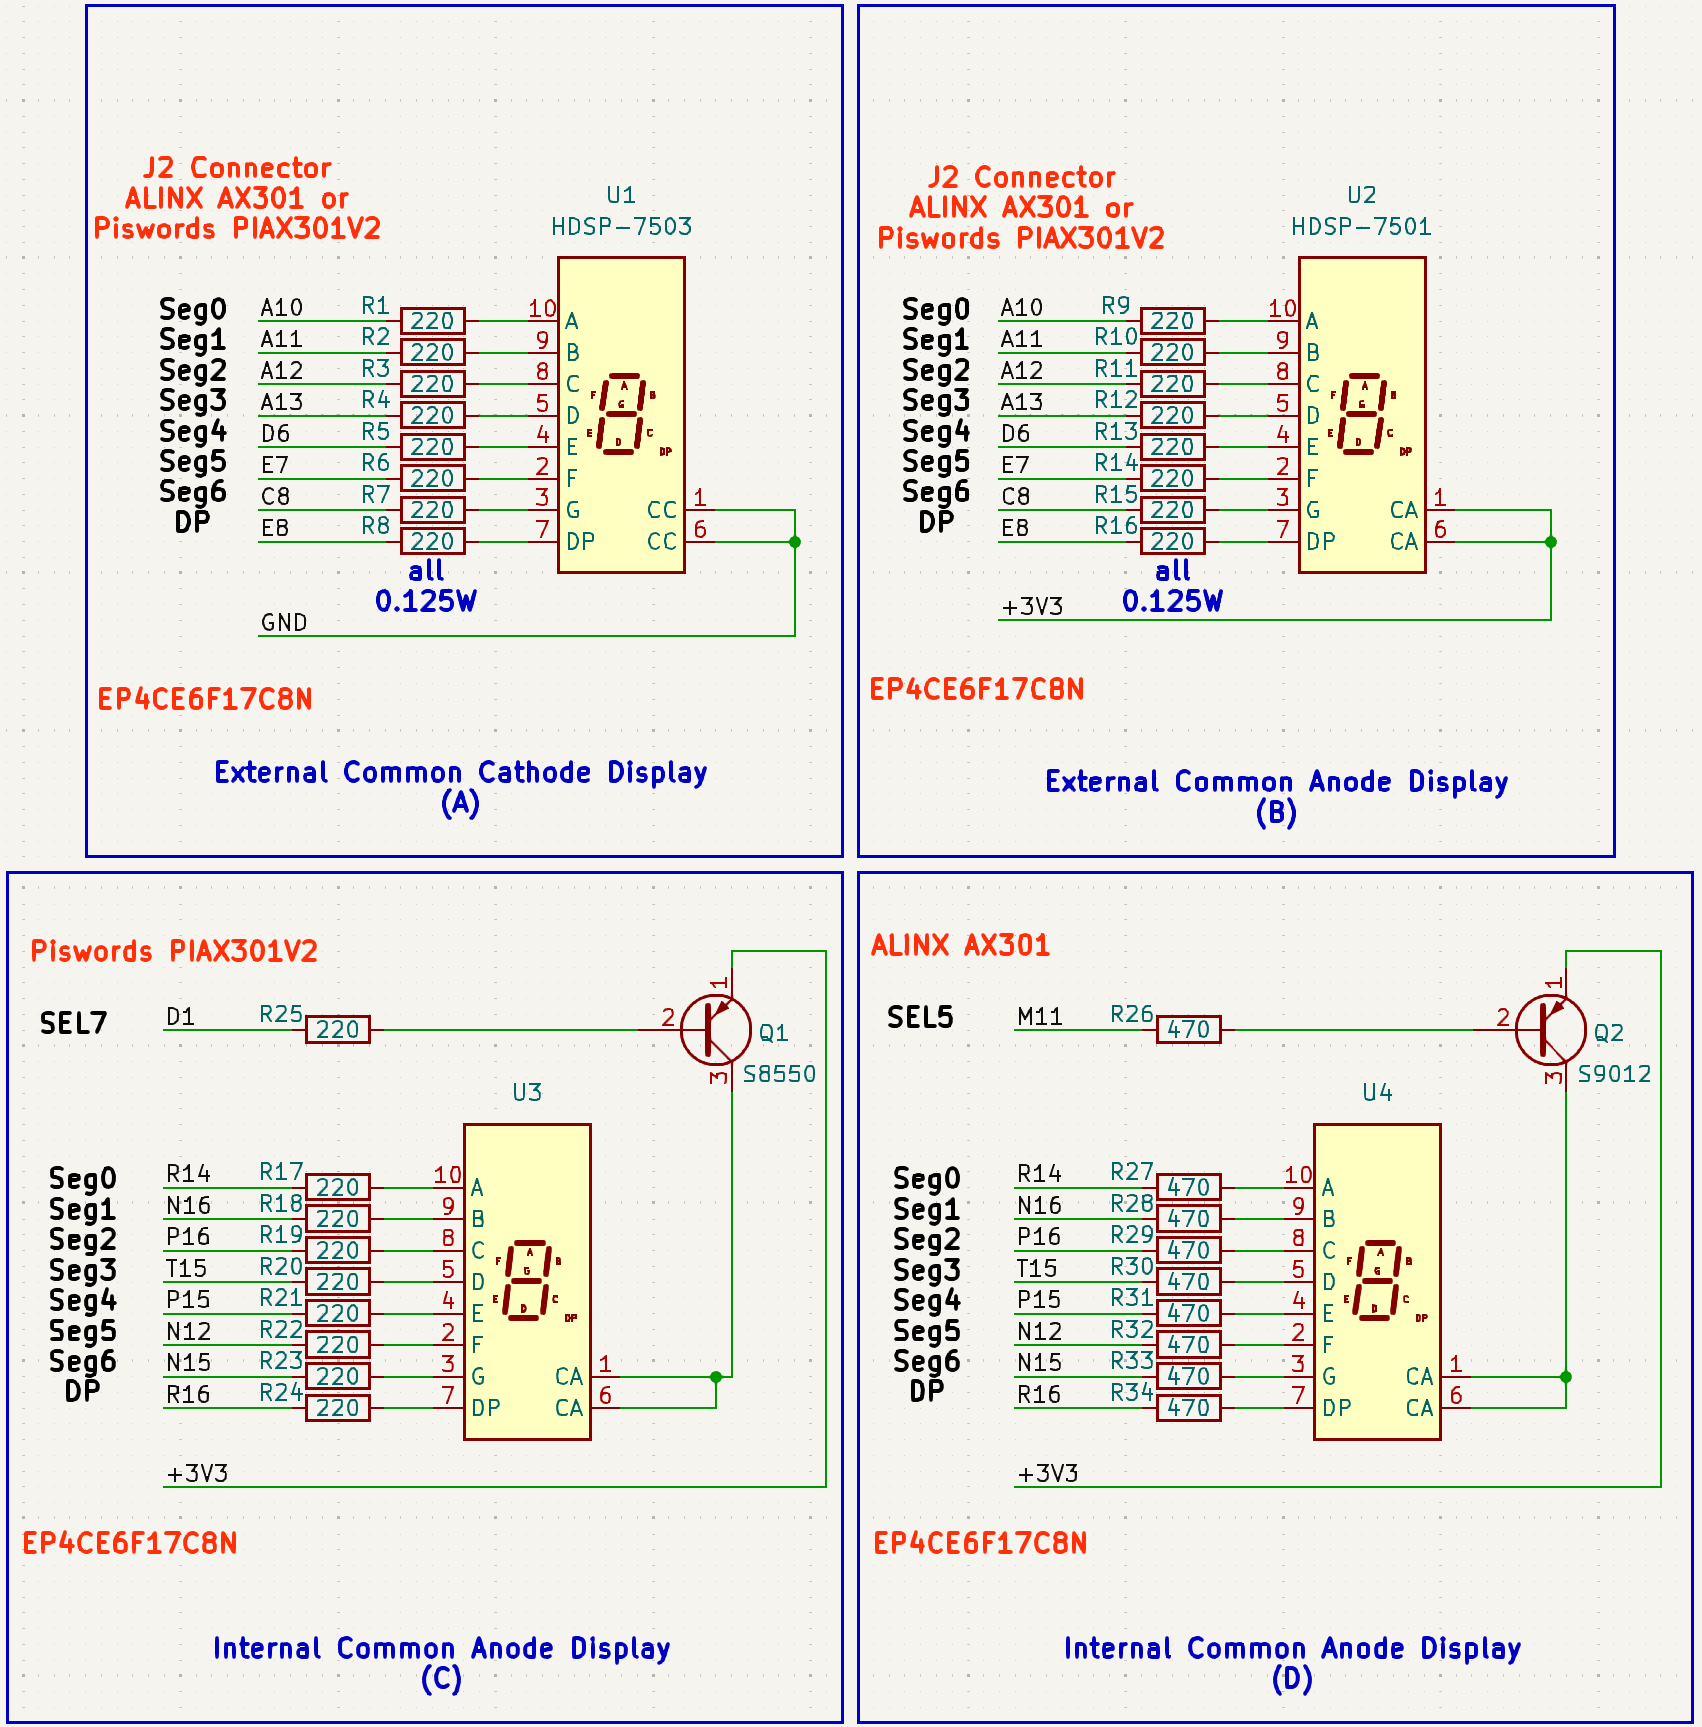 J2 Connector
ALINX AX301 or
Piswords PIAX301V2
U1
HDSP-7503
Seg0 A10 R1 220 10 A
Seg1 A11 R2 220 9 B
Seg2 A12 R3 220 8 C
Seg3 A13 R4 220 5 D
Seg4 D6 R5 220 4 E
Seg5 E7 R6 220 2 F
Seg6 C8 R7 220 3 G CC 1
DP E8 R8 220 7 DP CC 6
A
F G B
E D C
DP
all
0.125W
GND
EP4CE6F17C8N
External Common Cathode Display
(A)
J2 Connector
ALINX AX301 or
Piswords PIAX301V2
U2
HDSP-7501
Seg0 A10 R9 220 10 A
Seg1 A11 R10 220 9 B
Seg2 A12 R11 220 8 C
Seg3 A13 R12 220 5 D
Seg4 D6 R13 220 4 E
Seg5 E7 R14 220 2 F
Seg6 C8 R15 220 3 G CA 1
DP E8 R16 220 7 DP CA 6
A
F G B
E D C
DP
all
0.125W
+3V3
EP4CE6F17C8N
External Common Anode Display
(B)
Piswords PIAX301V2
SEL7 D1 R25 220 2 1 3 Q1
S8550
U3
Seg0 R14 R17 220 10 A
Seg1 N16 R18 220 9 B
Seg2 P16 R19 220 8 C
Seg3 T15 R20 220 5 D
Seg4 P15 R21 220 4 E
Seg5 N12 R22 220 2 F
Seg6 N15 R23 220 3 G CA 1
DP R16 R24 220 7 DP CA 6
A
F G B
E D C
DP
+3V3
EP4CE6F17C8N
Internal Common Anode Display
(C)
ALINX AX301
SEL5 M11 R26 470 2 1 3 Q2
S9012
U4
Seg0 R14 R27 470 10 A
Seg1 N16 R28 470 9 B
Seg2 P16 R29 470 8 C
Seg3 T15 R30 470 5 D
Seg4 P15 R31 470 4 E
Seg5 N12 R32 470 2 F
Seg6 N15 R33 470 3 G CA 1
DP R16 R34 470 7 DP CA 6
A
F G B
E D C
DP
+3V3
EP4CE6F17C8N
Internal Common Anode Display
(D)